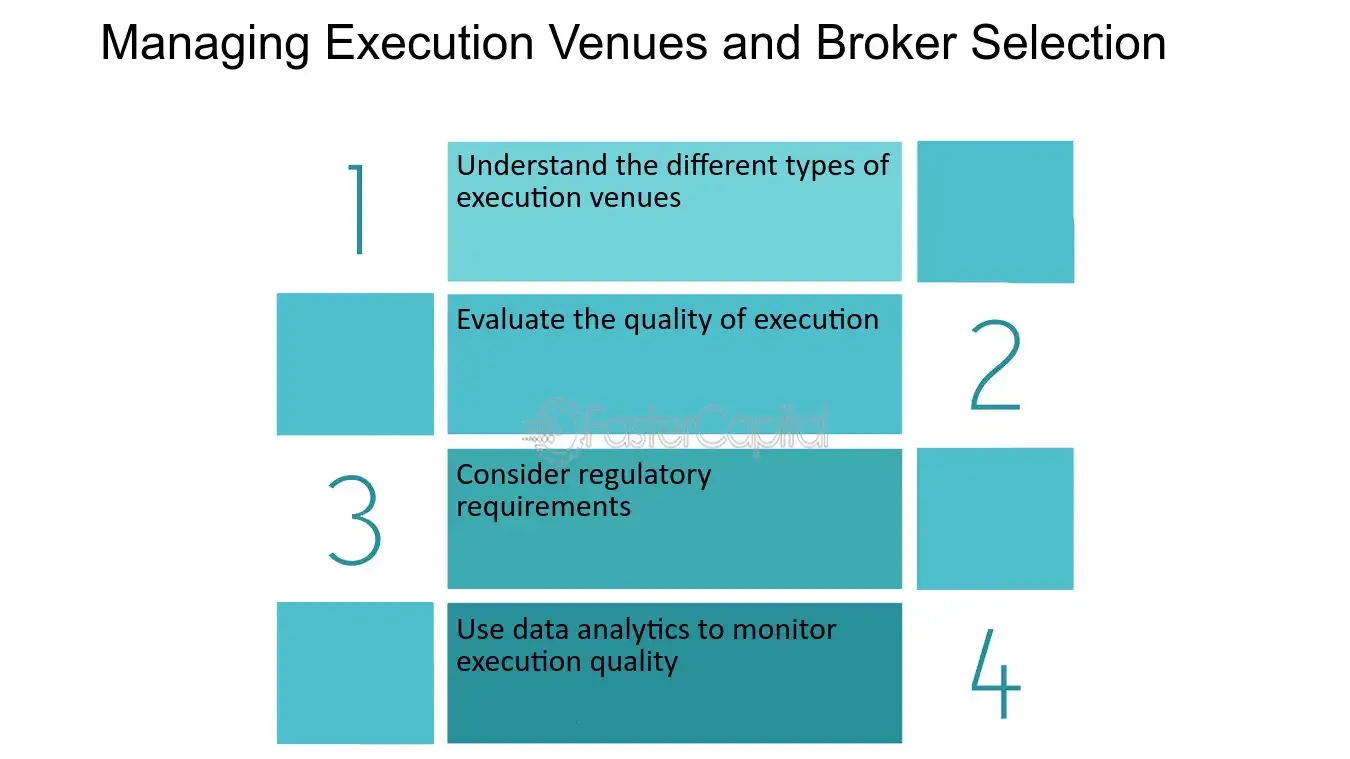 Managing Execution Venues and Broker Selection
1
Understand the different types of
execution venues
Evaluate the quality of execution
2
FasterCapital
3
Consider regulatory
requirements
Use data analytics to monitor
execution quality
4